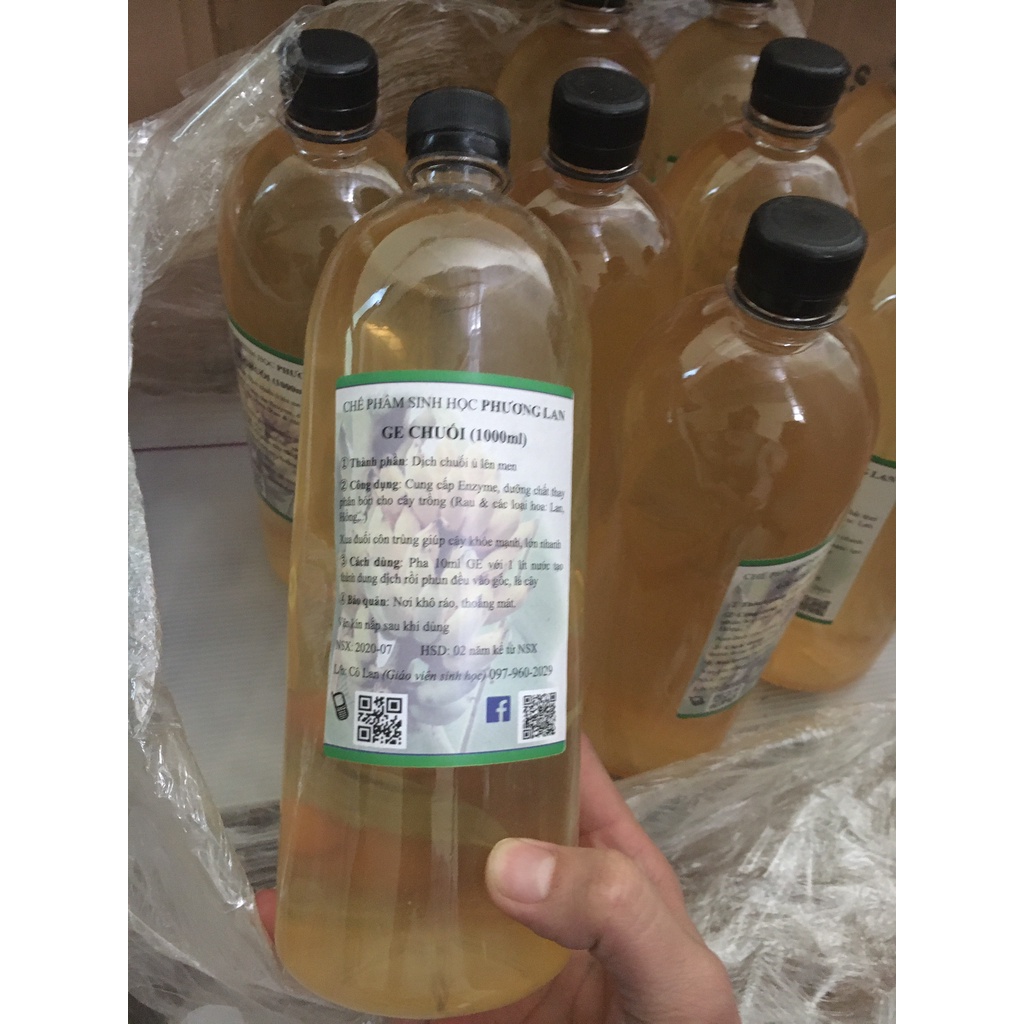 CHẾ PHẨM SINH HỌC PHƯƠNG LAN
GE CHUỐI (1000ml)
① Thành phần: Dịch chuối ủ lên men
② Công dụng: Cung cấp Enzyme, dưỡng chất thay
phân bón cho cây trồng (Rau & các loại hoa: Lan,
Hồng,..)
Xua đuổi côn trùng giúp cây khỏe mạnh, lớn nhanh
③ Cách dùng: Pha 10ml GE với 1 lít nước tạo
thành dung dịch rồi phun đều vào gốc, lá cây
④ Bảo quản: Nơi khô ráo, thoáng mát.
Vặn kín nắp sau khi dùng
NSX: 2020-07 HSD: 02 năm kể từ NSX
Lh: Cô Lan (Giáo viên sinh học) 097-960-2029